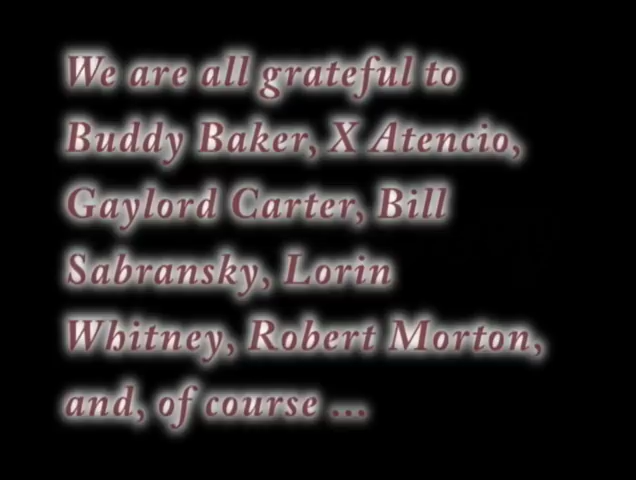 We are all grateful to
Buddy Baker, X Atencio,
Gaylord Carter, Bill
Sabransky, Lorin
Whitney, Robert Morton,
and, of course ...